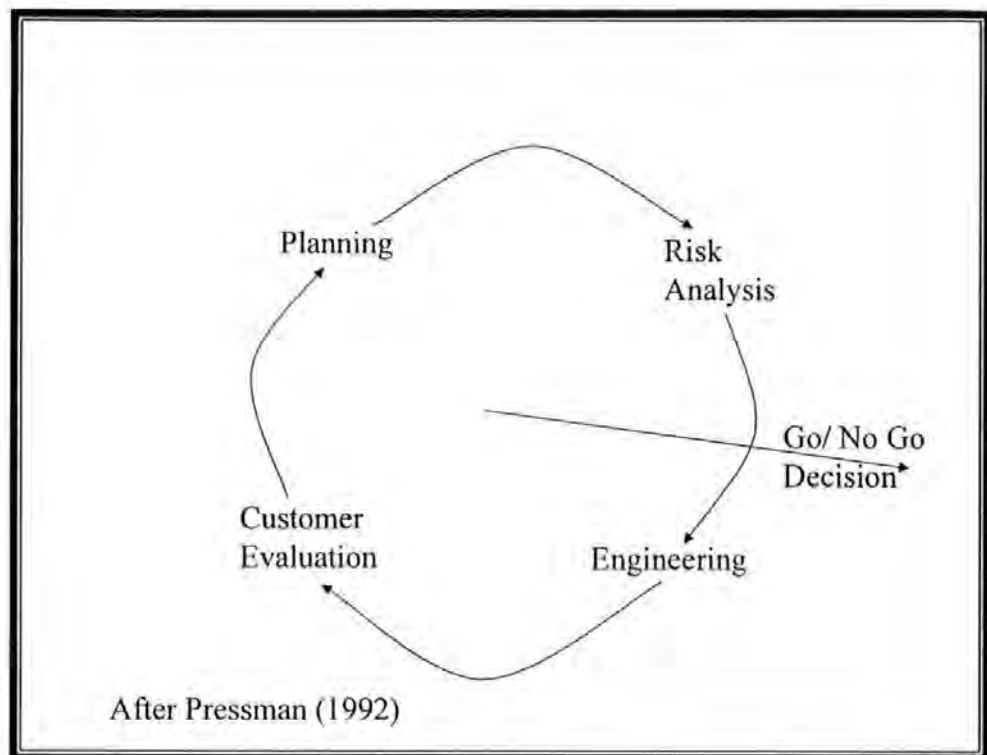 Planning
Risk
Analysis
Go/ No Go
Decision
Engineering
Customer
Evaluation
After Pressman (1992)